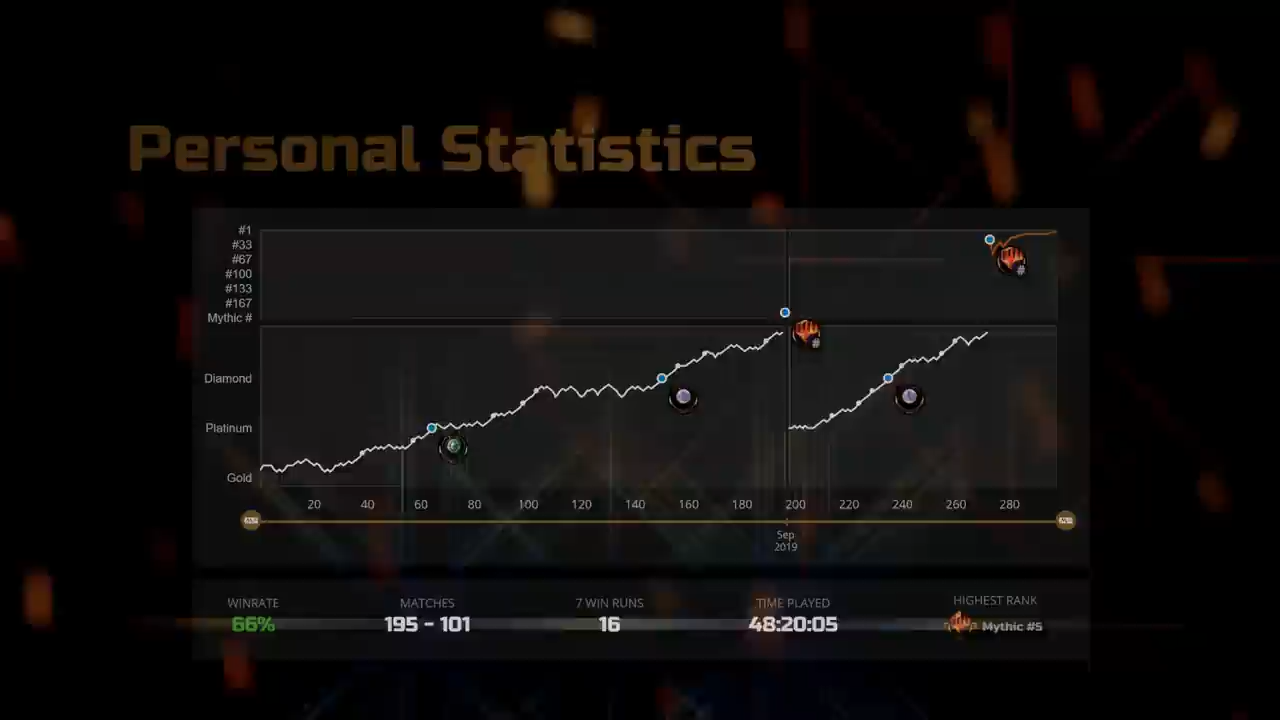 Personal Statistics
#1
#33
#67
#100
#133
#167
Mythic #
#
#
Diamond
Platinum
Gold
20 40 60 80 100 120 140 160 180 200 220 240 260 280
Sep
2019
WINRATE MATCHES 7 WIN RUNS TIME PLAYED HIGHEST RANK
66% 195 - 101 16 48:20:05 Mythic #5